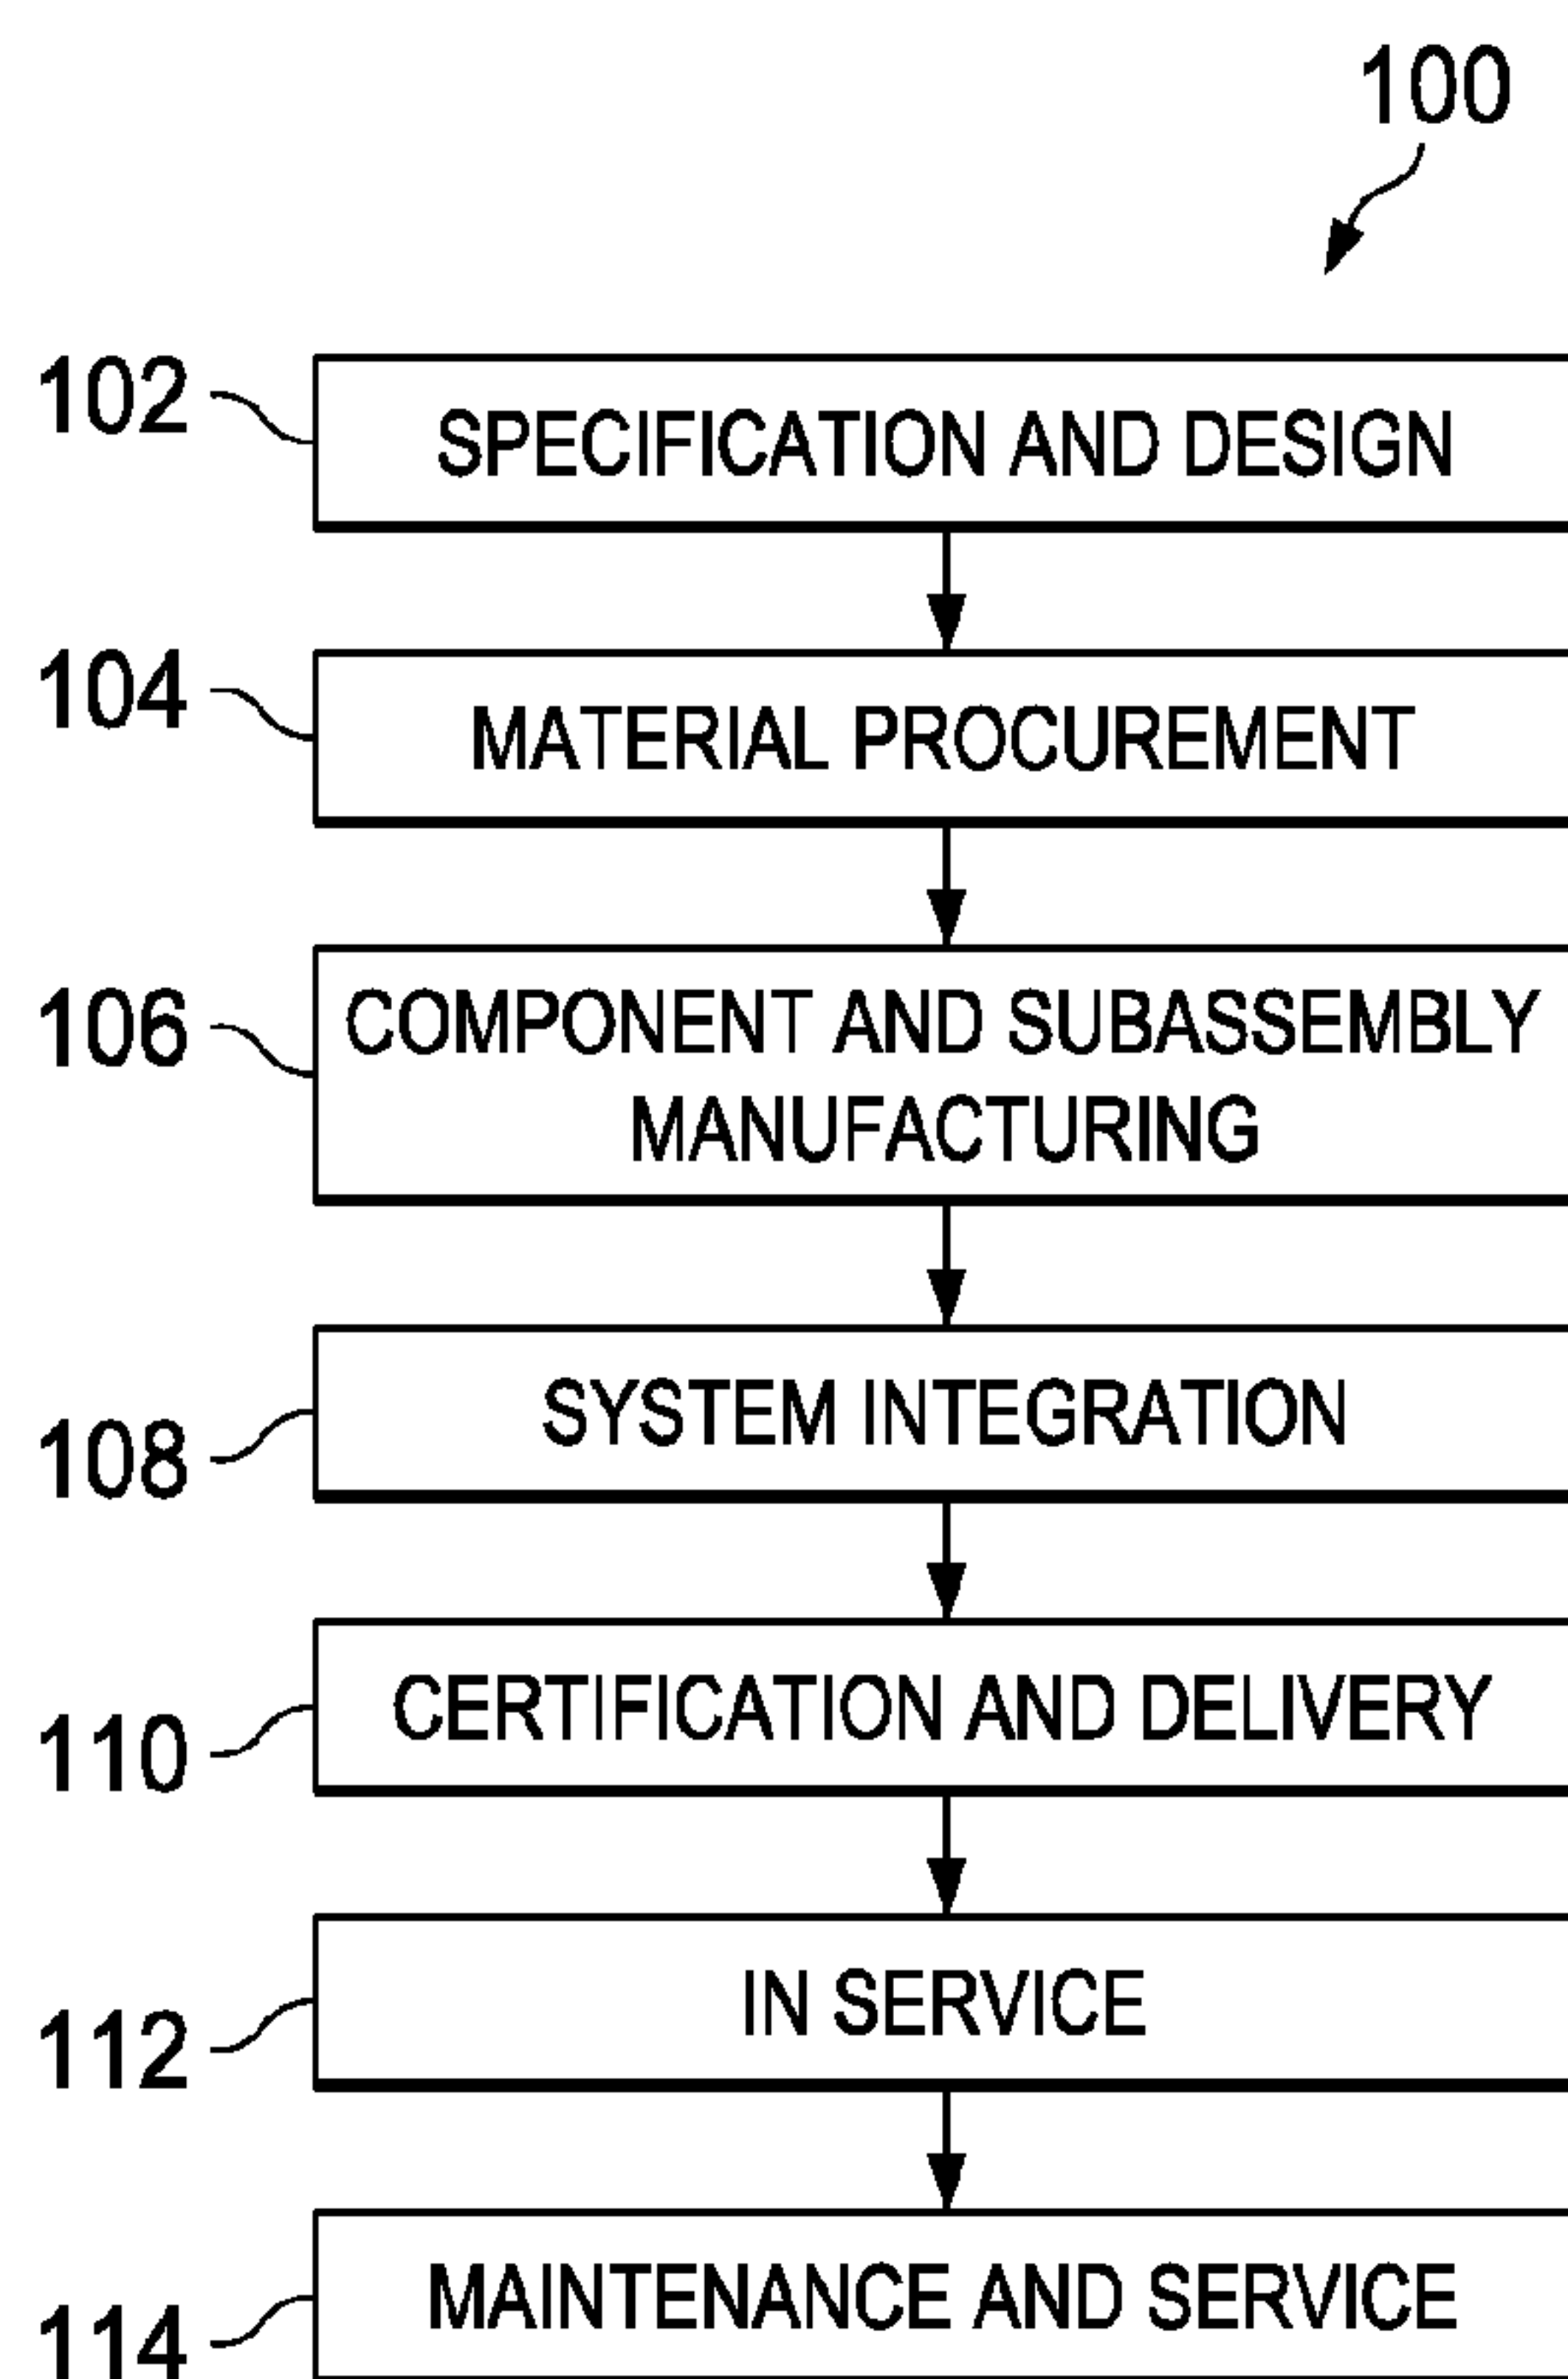 100
102
SPECIFICATION AND DESIGN
104
MATERIAL PROCUREMENT
106
COMPONENT AND SUBASSEMBLY
MANUFACTURING
108
SYSTEM INTEGRATION
110
CERTIFICATION AND DELIVERY
112
IN SERVICE
114
MAINTENANCE AND SERVICE